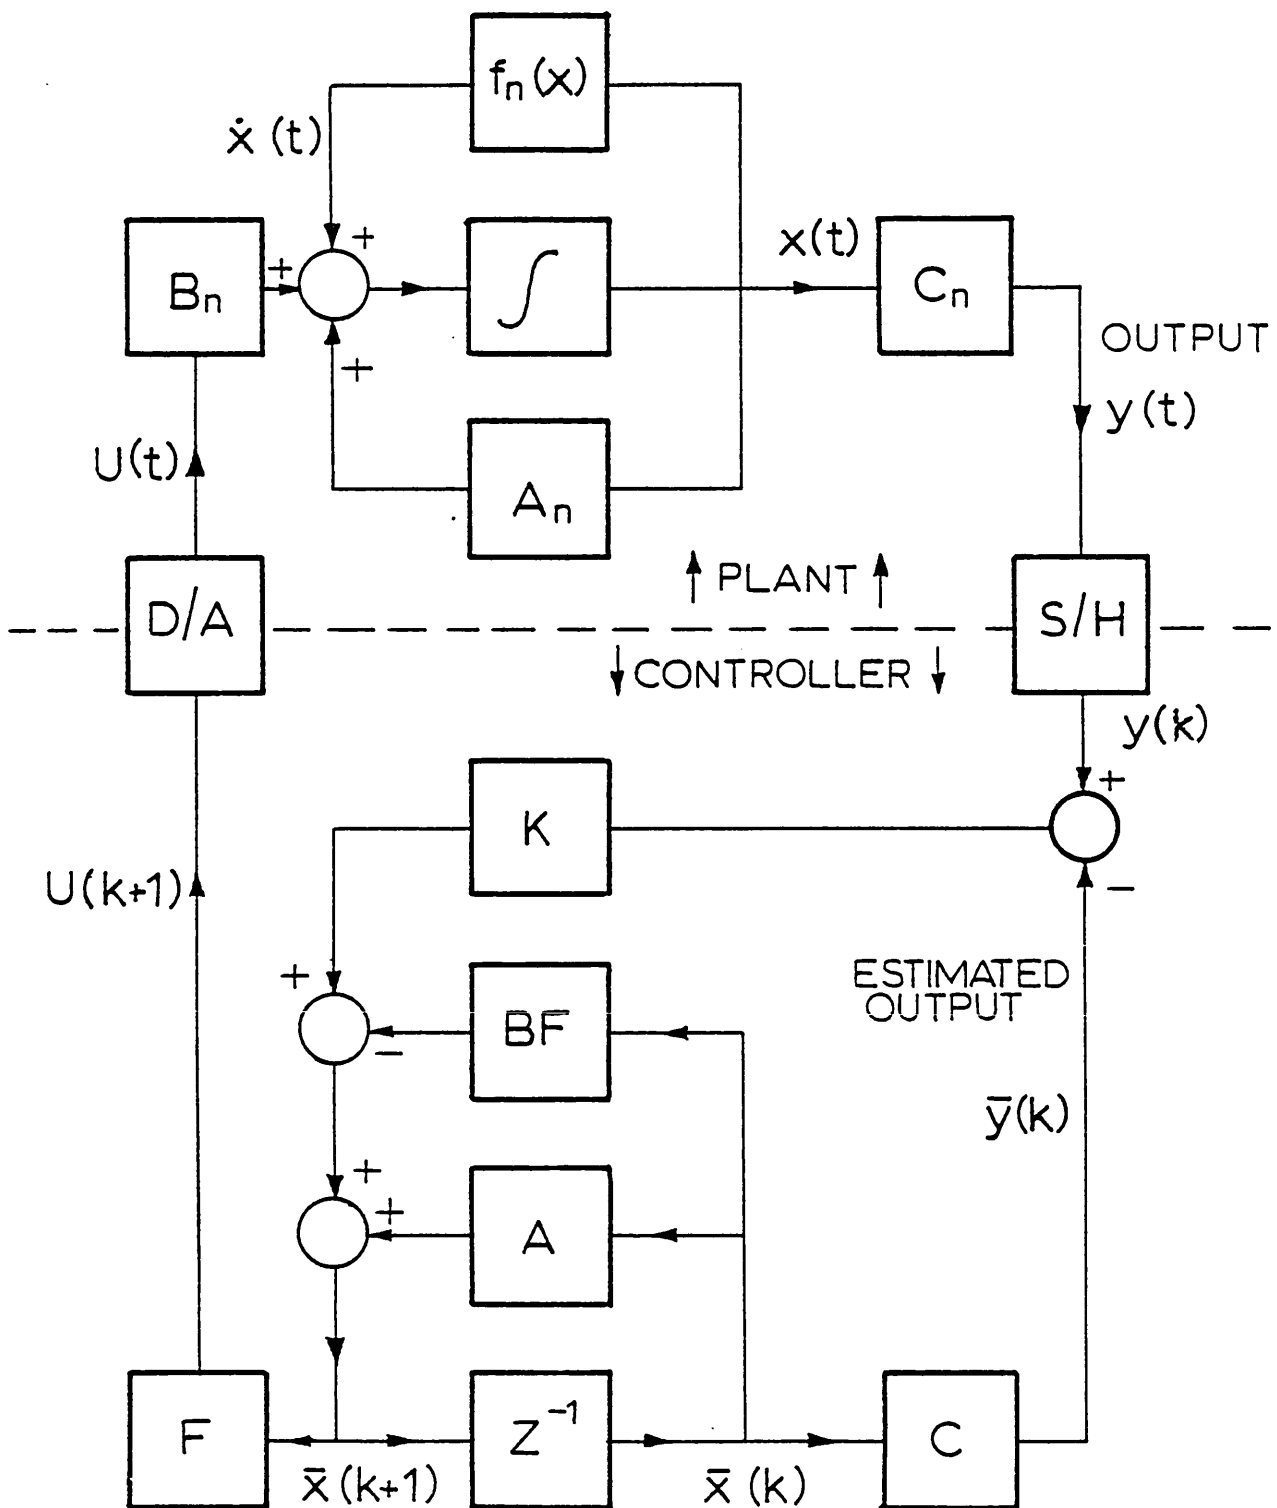 fn(x)
ẋ(t)
+
Bn
+
∫
x(t)
Cn
+
OUTPUT
y(t)
U(t)
An
D/A
↑ PLANT ↑
S/H
↓ CONTROLLER ↓
y(k)
+
K
U(k+1)
−
+
ESTIMATED
OUTPUT
BF
−
ȳ(k)
+
+
A
F
Z⁻¹
C
x̄(k+1)
x̄(k)